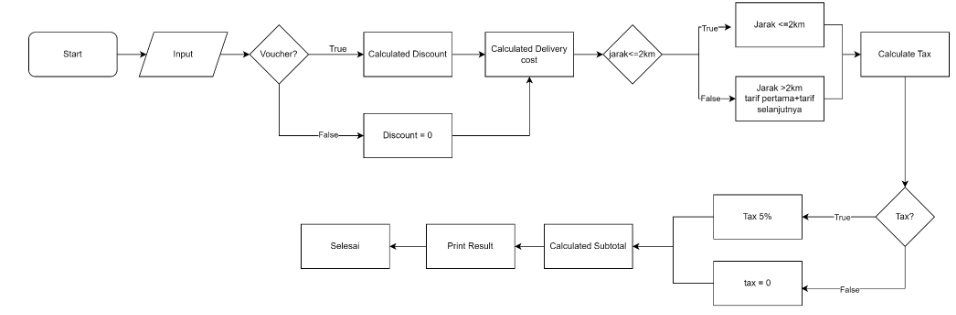 Start
Input
Voucher?
True
Calculated Discount
Calculated Delivery
cost
jarak<=2km
True
Jarak <=2km
Calculate Tax
False
Jarak >2km
tarif pertama+tarif
selanjutnya
False
Discount = 0
Tax?
True
Tax 5%
Calculated Subtotal
Print Result
Selesai
False
tax = 0